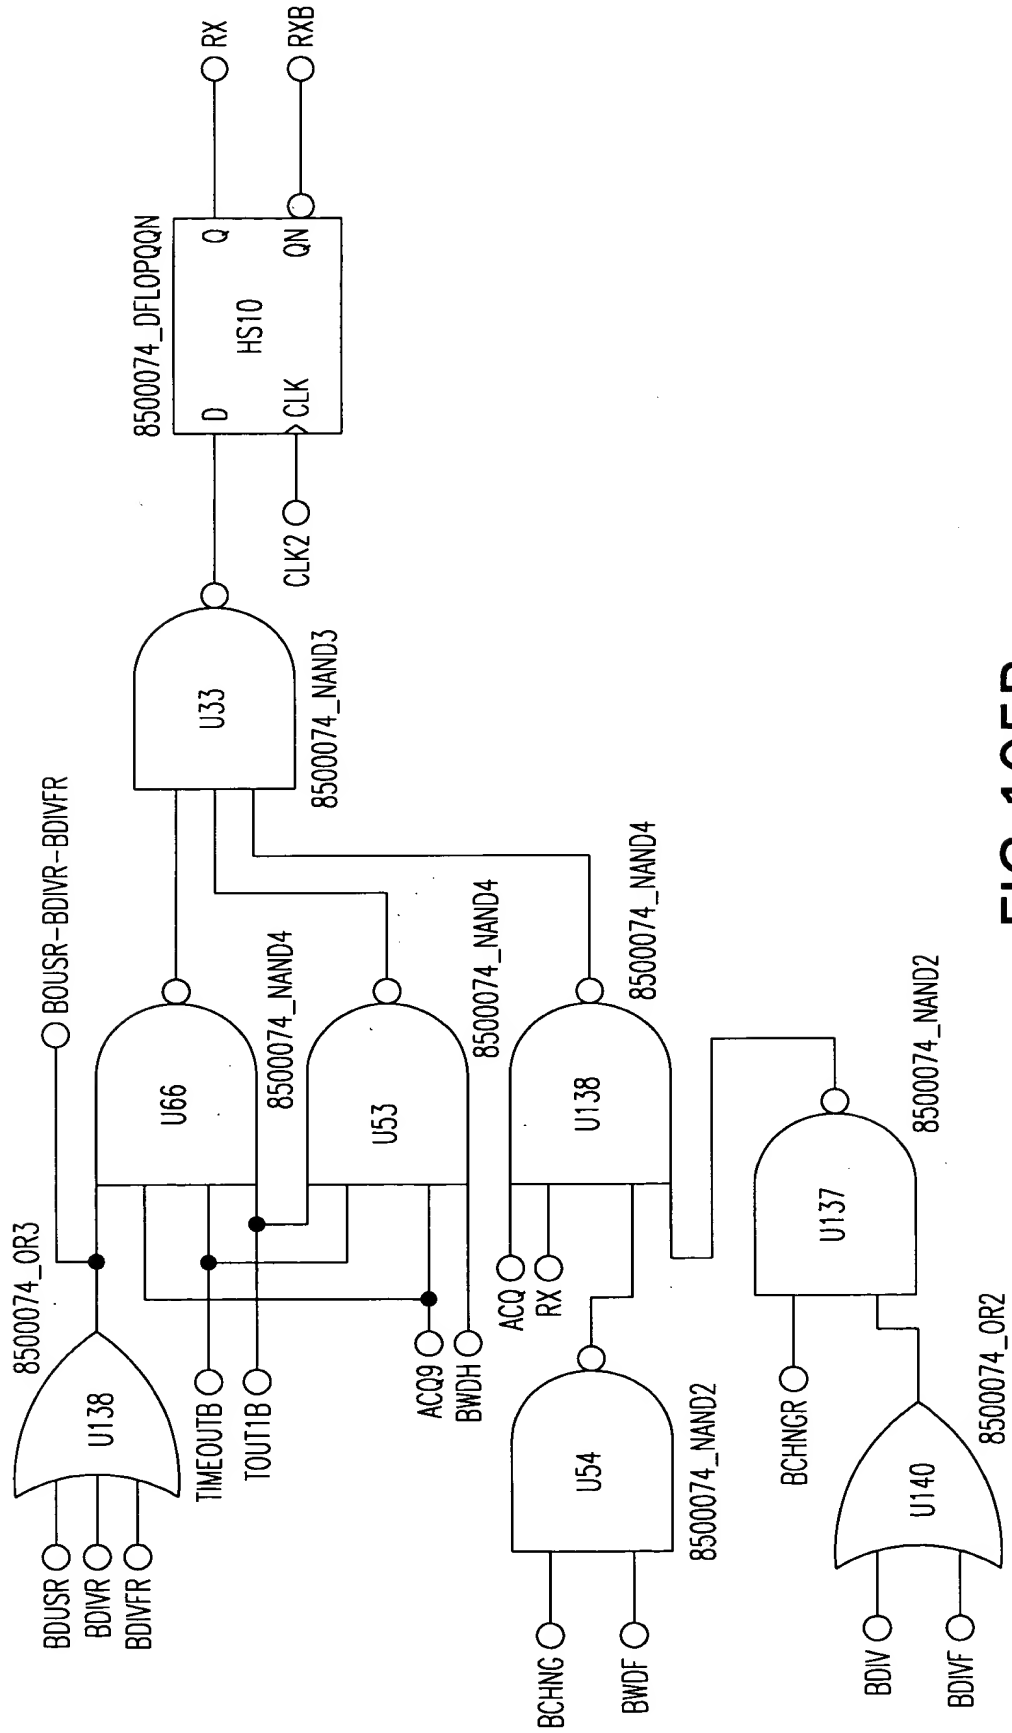 BDUSR
BDIVR
BDIVFR
U138
8500074_OR3
BOUSR-BDIVR-BDIVFR
TIMEOUTB
TOUT1B
U66
8500074_NAND4
ACQ9
BWDH
U53
8500074_NAND4
ACQ
RX
U138
8500074_NAND4
BCHNG
BWDF
U54
8500074_NAND2
BCHNGR
U137
8500074_NAND2
BDIV
BDIVF
U140
8500074_OR2
U33
8500074_NAND3
CLK2
8500074_DFLOPQQN
D
CLK
HS10
Q
QN
RX
RXB